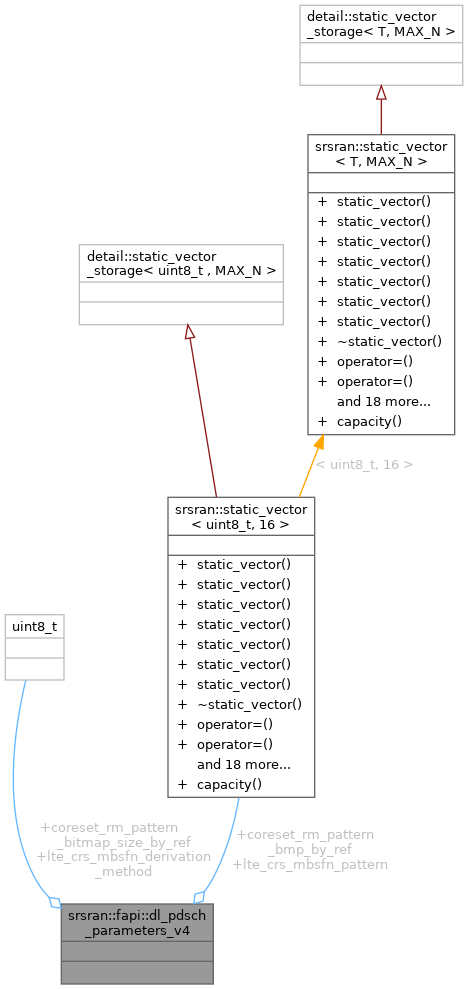 detail::static_vector
_storage< T, MAX_N >
srsran::static_vector
< T, MAX_N >
+ static_vector()
+ static_vector()
+ static_vector()
+ static_vector()
+ static_vector()
+ static_vector()
+ static_vector()
+ ~static_vector()
+ operator=()
+ operator=()
and 18 more...
+ capacity()
detail::static_vector
_storage< uint8_t , MAX_N >
< uint8_t, 16 >
srsran::static_vector
< uint8_t, 16 >
+ static_vector()
+ static_vector()
+ static_vector()
+ static_vector()
+ static_vector()
+ static_vector()
+ static_vector()
+ ~static_vector()
+ operator=()
+ operator=()
and 18 more...
+ capacity()
uint8_t
+coreset_rm_pattern
_bitmap_size_by_ref
+lte_crs_mbsfn_derivation
_method
+coreset_rm_pattern
_bmp_by_ref
+lte_crs_mbsfn_pattern
srsran::fapi::dl_pdsch
_parameters_v4